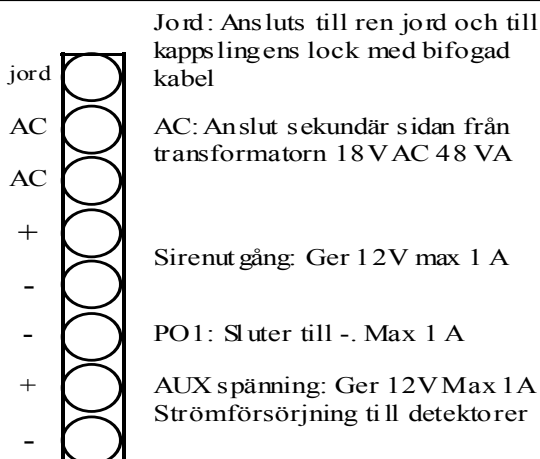 Jord: Ansluts till ren jord och till
kappslingens lock med bifogad
jord kabel
AC AC: Anslut sekundär sidan från
transformatorn 18VAC 48 VA
AC
+
Sirenutgång: Ger 12V max 1 A
-
- PO1: Sluter till -. Max 1 A
+ AUX spänning: Ger 12V Max 1A
Strömförsörjning till detektorer
-